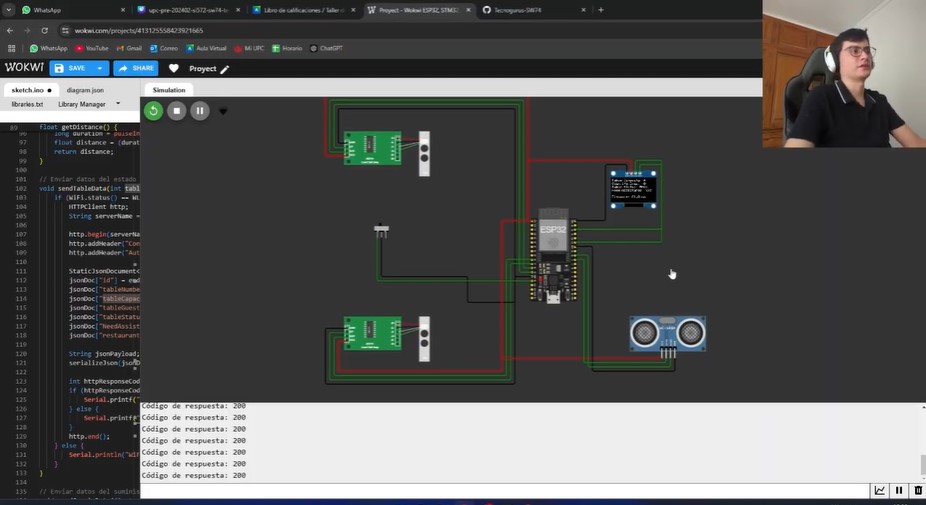 WhatsApp
upc-pre-202402-si572-sw74-te
Libro de calificaciones / Taller d
Project - Wokwi ESP32, STM32
Tecnogurso-SW74
wokwi.com/projects/413125558423921665
WhatsApp
YouTube
Gmail
Correo
Aula Virtual
Mi UPC
Horario
ChatGPT
WOKWI
SAVE
SHARE
Project
sketch.ino
diagram.json
libraries.txt
Library Manager
Simulation
89 float getDistance() {
96 long duration = pulseIn
97 float distance = (durat
98 return distance;
99 }
100
101 // Enviar datos del estado
102 void sendTableData(int tabl
103 if (WiFi.status() == WL
104 HTTPClient http;
105 String serverName =
106
107 http.begin(serverNa
108 http.addHeader("Con
109 http.addHeader("Aut
110
111 StaticJsonDocument<
112 jsonDoc["id"] =
113 jsonDoc["tableNumbe
114 jsonDoc["tableCapac
115 jsonDoc["tableGuest
116 jsonDoc["tableStatu
117 jsonDoc["NeedAssist
118 jsonDoc["restaurant
119
120 String jsonPayload;
121 serializeJson(jsonD
122
123 int httpResponseCod
124 if (httpResponseCod
125 Serial.printf("
126 } else {
127 Serial.printf("
128 }
129 http.end();
130 } else {
131 Serial.println("WiF
132 }
133 }
134
135 // Enviar datos del suminis
ESP32
Código de respuesta: 200
Código de respuesta: 200
Código de respuesta: 200
Código de respuesta: 200
Código de respuesta: 200
Código de respuesta: 200
Código de respuesta: 200